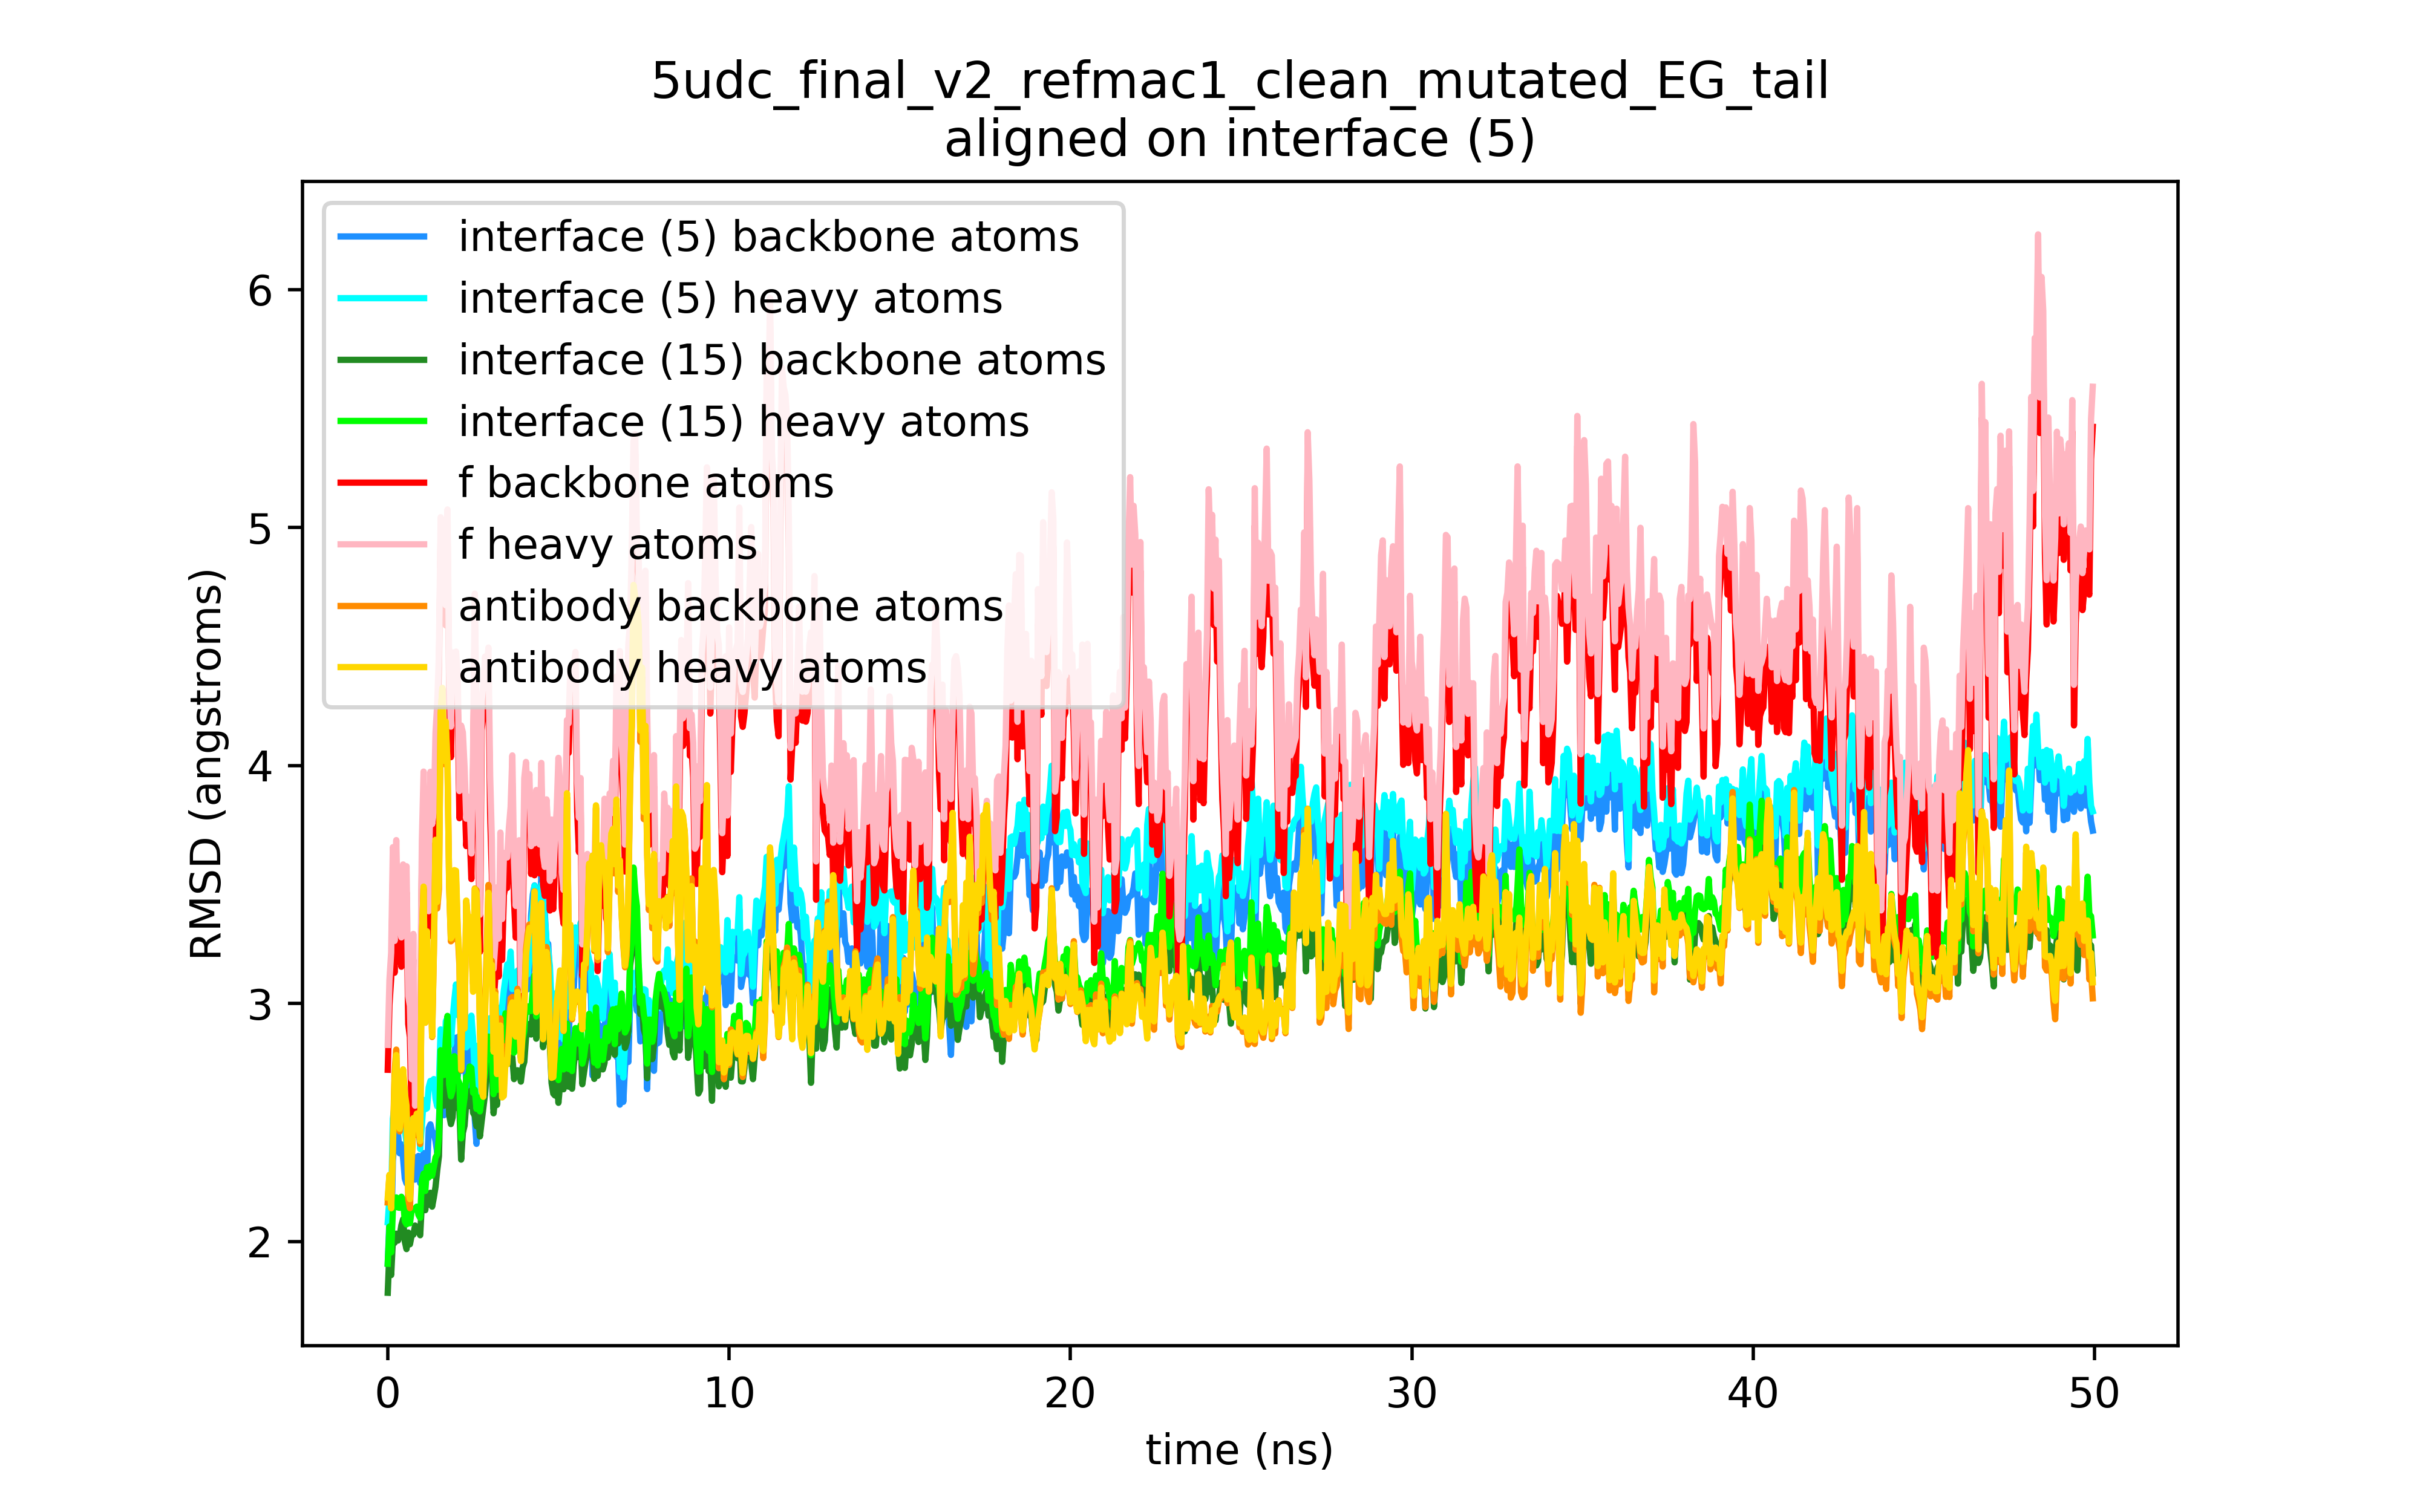 5udc_final_v2_refmac1_clean_mutated_EG_tail
aligned on interface (5)
interface (5) backbone atoms
interface (5) heavy atoms
interface (15) backbone atoms
interface (15) heavy atoms
f backbone atoms
f heavy atoms
antibody backbone atoms
antibody heavy atoms
RMSD (angstroms)
6
5
4
3
2
0 10 20 30 40 50
time (ns)